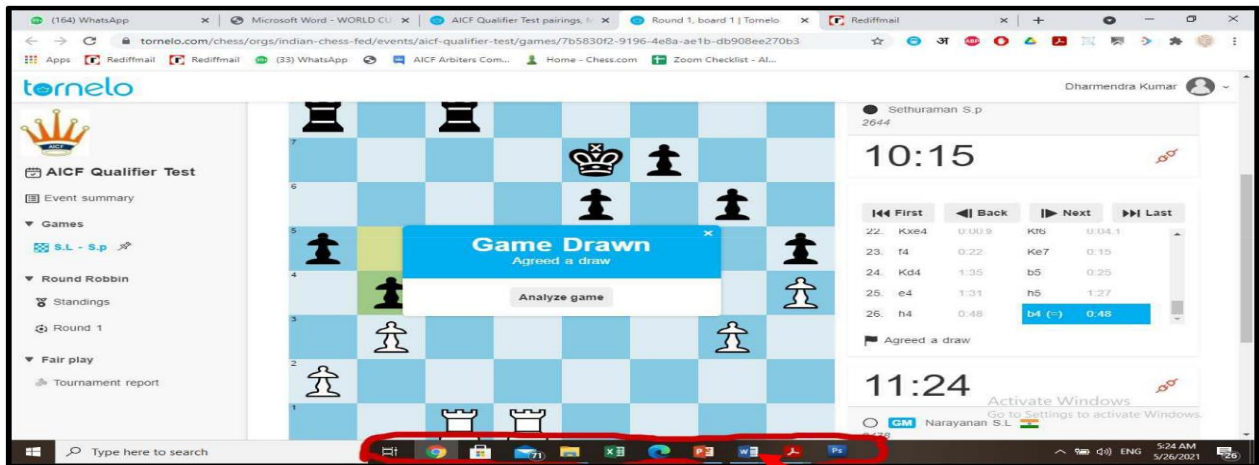 (164) WhatsApp
Microsoft Word - WORLD CU
AICF Qualifier Test pairings,
Round 1, board 1 | Tornelo
Rediffmail
tornelo.com/chess/orgs/indian-chess-fed/events/aicf-qualifier-test/games/7b5830f2-9196-4e8a-ae1b-db908ee270b3
Apps
Rediffmail
Rediffmail
(33) WhatsApp
AICF Arbiters Com...
Home - Chess.com
Zoom Checklist - Al...
tornelo
Dharmendra Kumar
AICF
AICF Qualifier Test
Event summary
Games
S.L - S.p
Round Robbin
Standings
Round 1
Fair play
Tournament report
7
6
5
4
3
2
1
Game Drawn
Agreed a draw
Analyze game
Sethuraman S.p
2644
10:15
First Back Next Last
22. Kxe4 0:00.9 Kf6 0:04.1
23. f4 0:22 Ke7 0:15
24. Kd4 1:35 b5 0:25
25. e4 1:31 h5 1:27
26. h4 0:48 b4 (=) 0:48
Agreed a draw
11:24
Activate Windows
Go to Settings to activate Windows.
GM Narayanan S.L
Type here to search
71
ENG
5:24 AM
5/26/2021
26